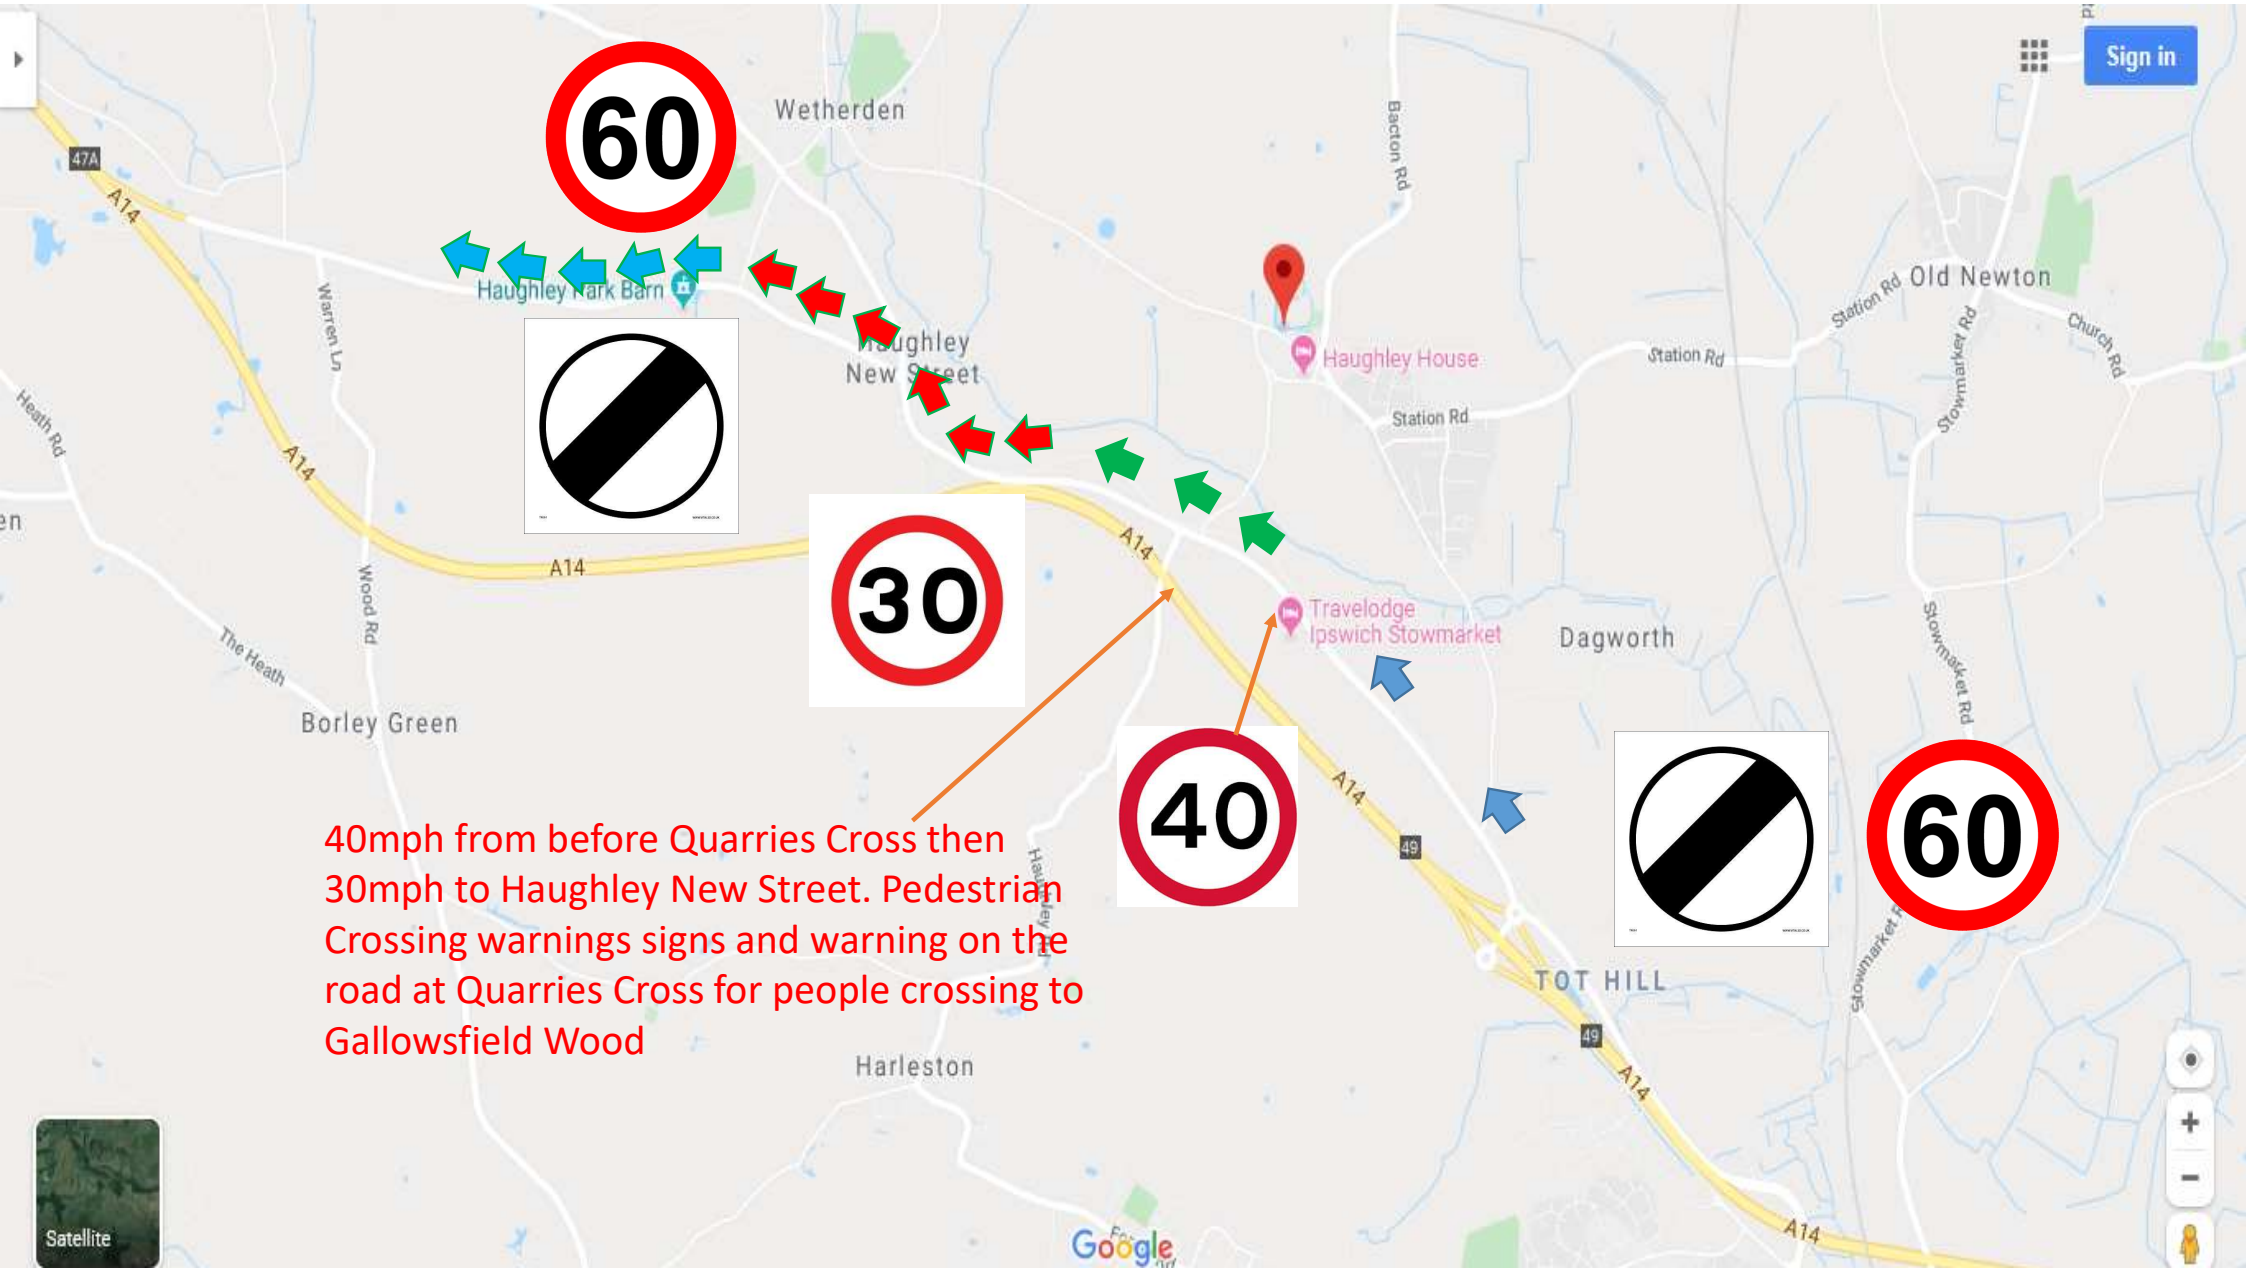 Sign in
60
Wetherden
Bacton Rd
47A
A14
Old Newton
Station Rd
Haughley Park Barn
Warren Ln
Haughley
New Street
Haughley House
Station Rd
Stowmarket Rd
Church Rd
Station Rd
Heath Rd
A14
en
A14
A14
30
Wood Rd
Travelodge
Ipswich Stowmarket
Dagworth
The Heath
Stowmarket Rd
Borley Green
40
A14
49
60
40mph from before Quarries Cross then
30mph to Haughley New Street. Pedestrian
Crossing warnings signs and warning on the
road at Quarries Cross for people crossing to
Gallowsfield Wood
Haughley Rd
Stowmarket R
TOT HILL
49
Harleston
A14
Satellite
Google
A14